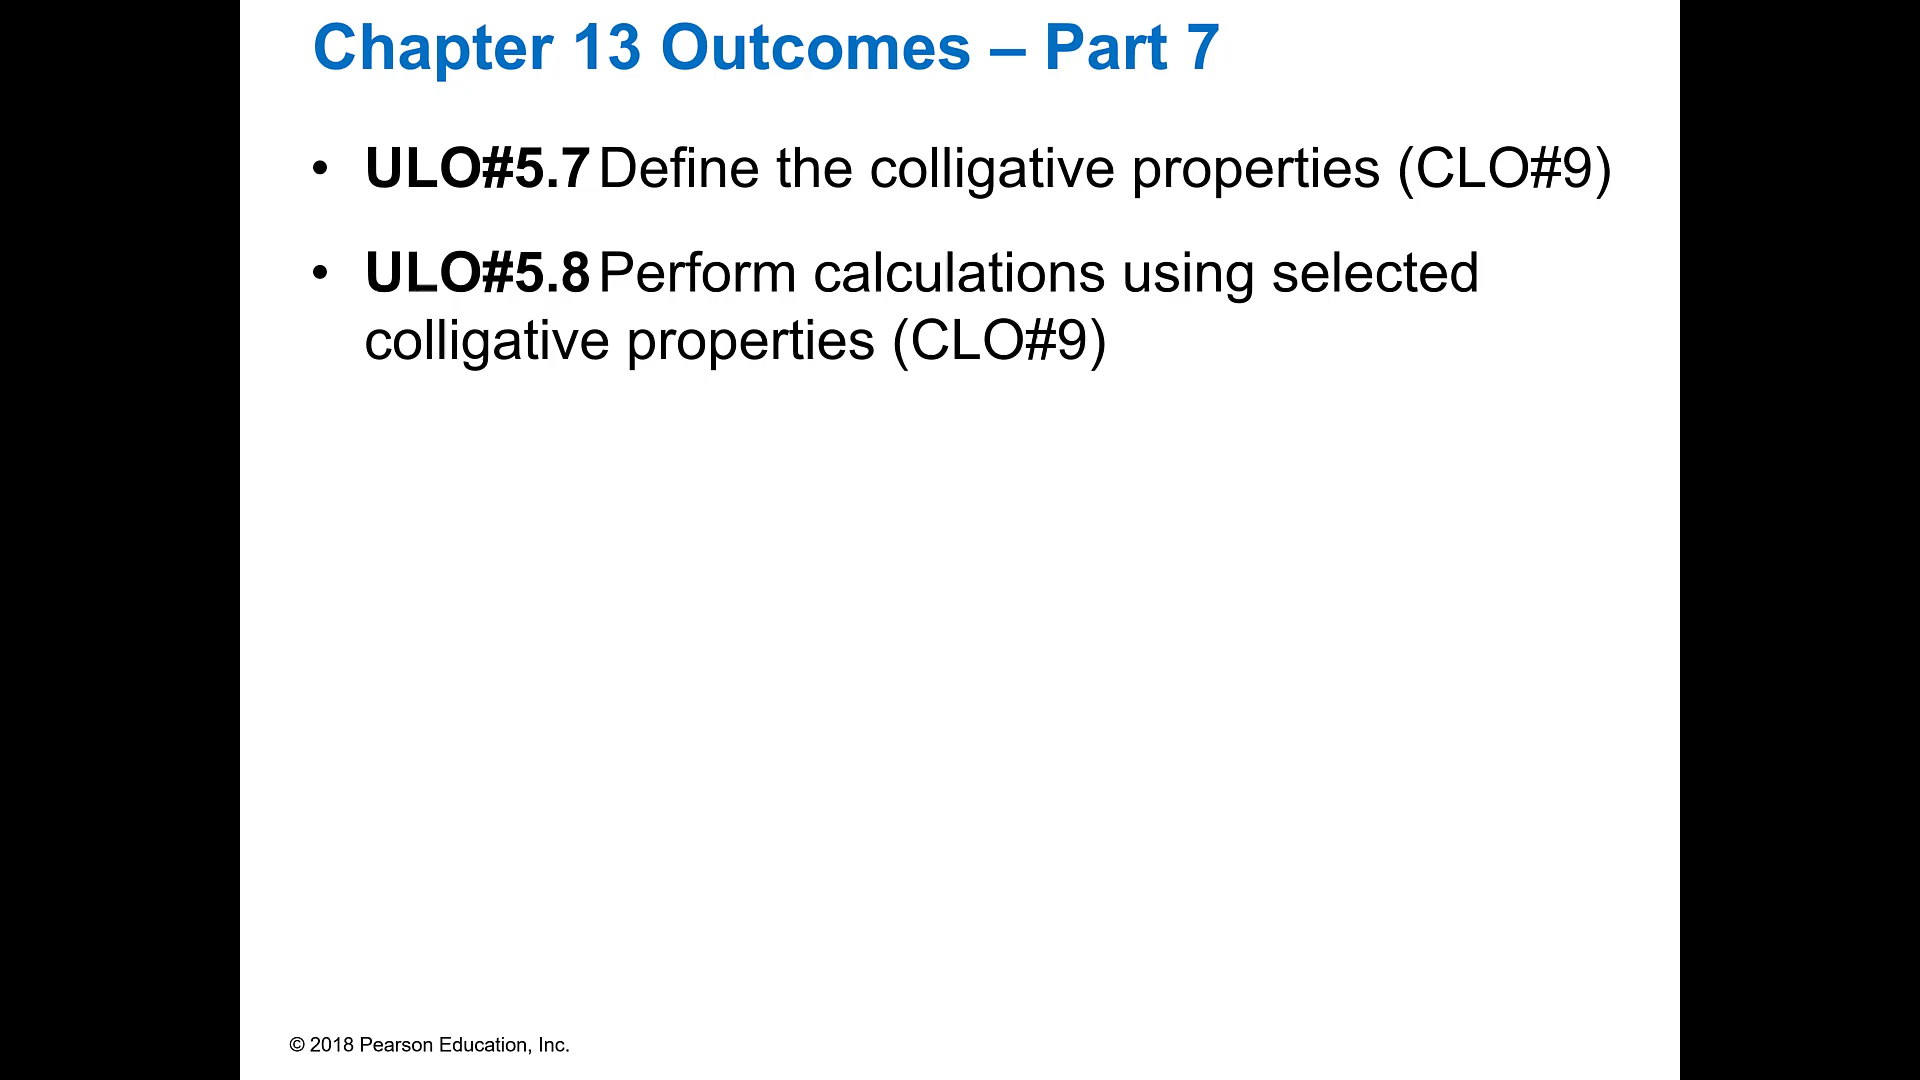 Chapter 13 Outcomes – Part 7
• ULO#5.7 Define the colligative properties (CLO#9)
• ULO#5.8 Perform calculations using selected
colligative properties (CLO#9)
© 2018 Pearson Education, Inc.